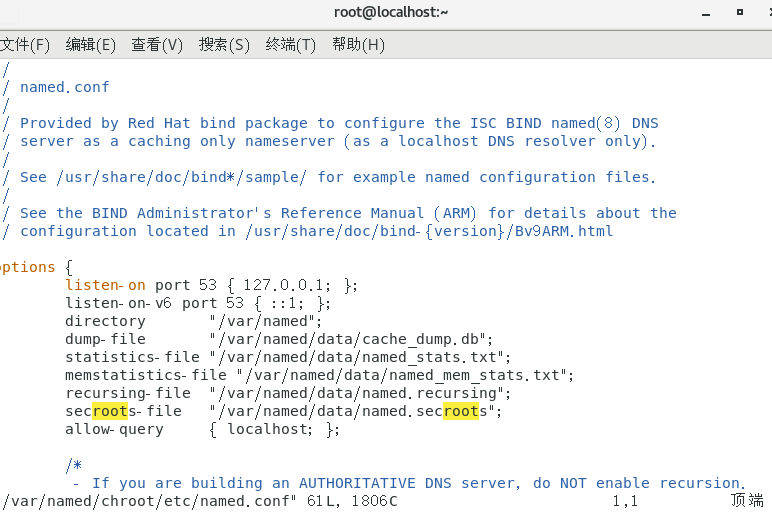 root@localhost:~
文件(F) 编辑(E) 查看(V) 搜索(S) 终端(T) 帮助(H)
/
/ named.conf
/
/ Provided by Red Hat bind package to configure the ISC BIND named(8) DNS
/ server as a caching only nameserver (as a localhost DNS resolver only).
/
/ See /usr/share/doc/bind*/sample/ for example named configuration files.
/
/ See the BIND Administrator's Reference Manual (ARM) for details about the
/ configuration located in /usr/share/doc/bind-{version}/Bv9ARM.html
options {
listen-on port 53 { 127.0.0.1; };
listen-on-v6 port 53 { ::1; };
directory "/var/named";
dump-file "/var/named/data/cache_dump.db";
statistics-file "/var/named/data/named_stats.txt";
memstatistics-file "/var/named/data/named_mem_stats.txt";
recursing-file "/var/named/data/named.recursing";
secroots-file "/var/named/data/named.secroots";
allow-query { localhost; };
/*
- If you are building an AUTHORITATIVE DNS server, do NOT enable recursion.
/var/named/chroot/etc/named.conf" 61L, 1806C 1,1 顶端